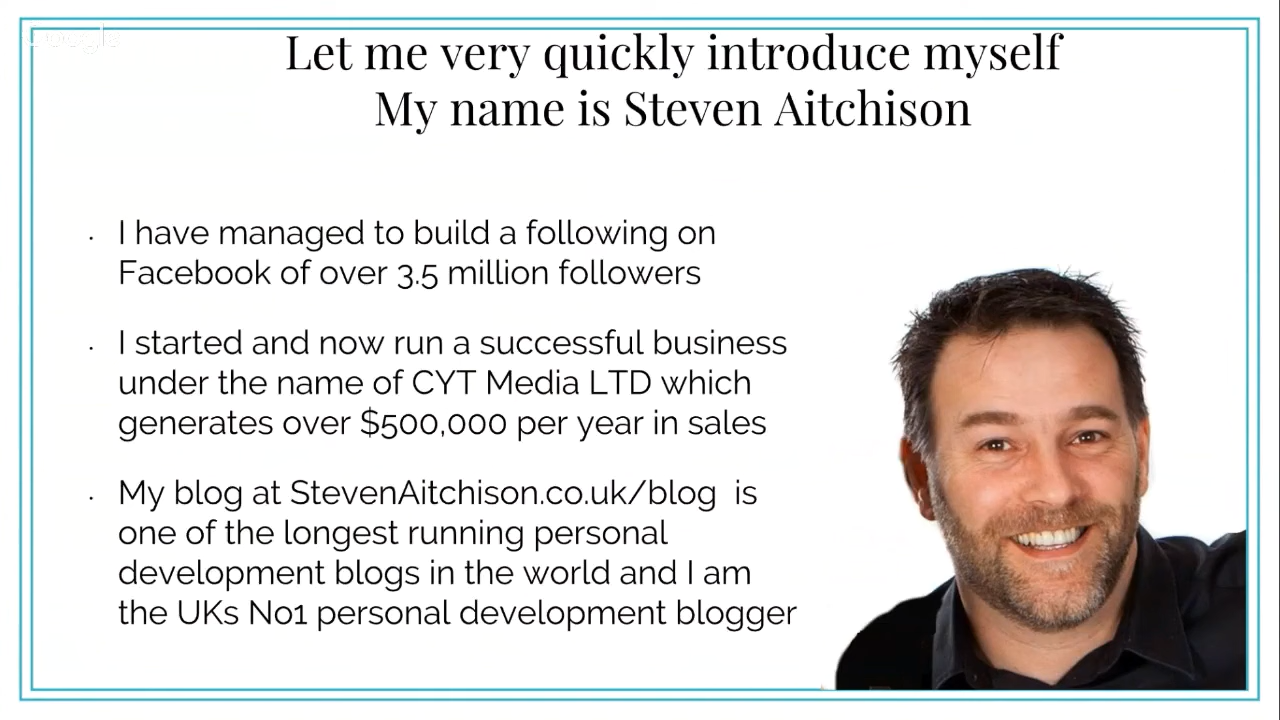 Google
Let me very quickly introduce myself
My name is Steven Aitchison
· I have managed to build a following on
Facebook of over 3.5 million followers
· I started and now run a successful business
under the name of CYT Media LTD which
generates over $500,000 per year in sales
· My blog at StevenAitchison.co.uk/blog is
one of the longest running personal
development blogs in the world and I am
the UKs No1 personal development blogger